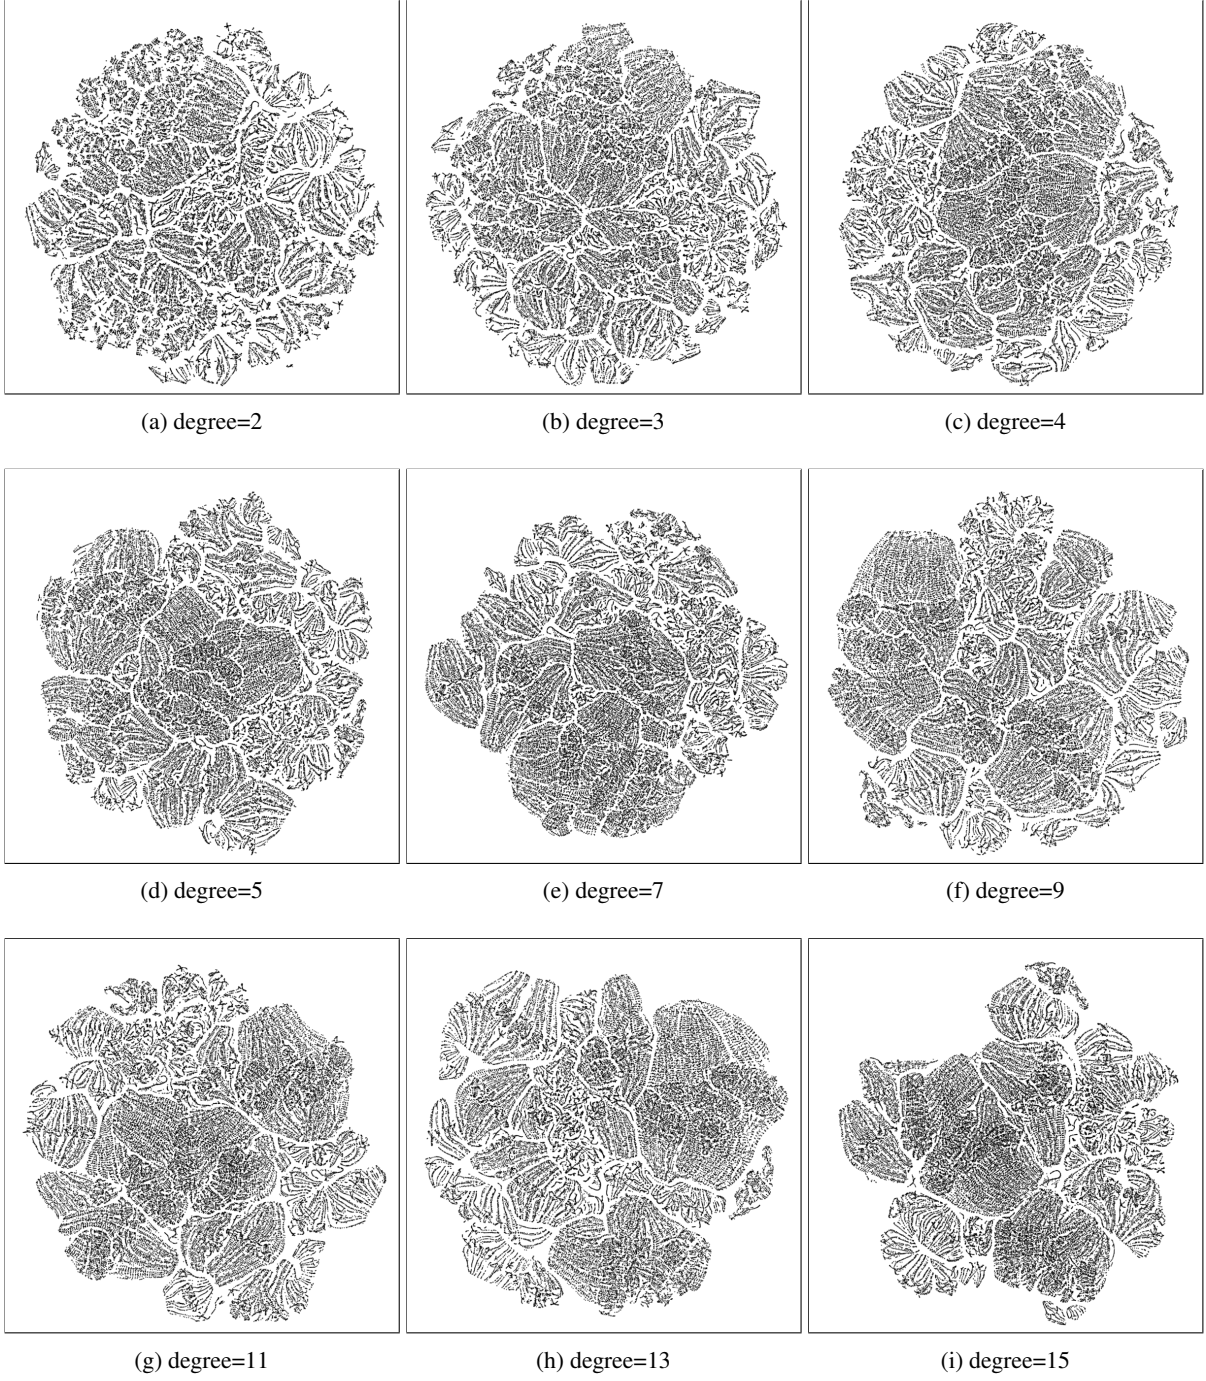 (a) degree=2
(b) degree=3
(c) degree=4
(d) degree=5
(e) degree=7
(f) degree=9
(g) degree=11
(h) degree=13
(i) degree=15